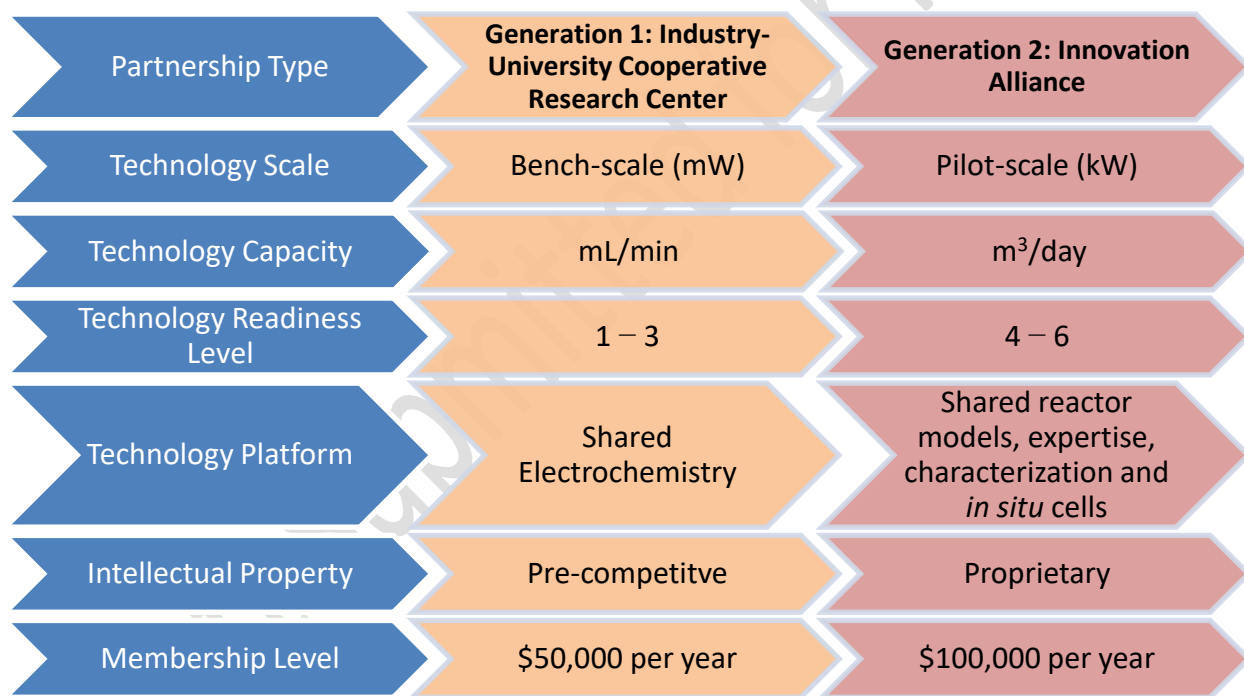 Partnership Type
Generation 1: Industry-
University Cooperative
Research Center
Generation 2: Innovation
Alliance
Technology Scale
Bench-scale (mW)
Pilot-scale (kW)
Technology Capacity
mL/min
m³/day
Technology Readiness
Level
1 – 3
4 – 6
Technology Platform
Shared
Electrochemistry
Shared reactor
models, expertise,
characterization and
in situ cells
Intellectual Property
Pre-competitve
Proprietary
Membership Level
$50,000 per year
$100,000 per year